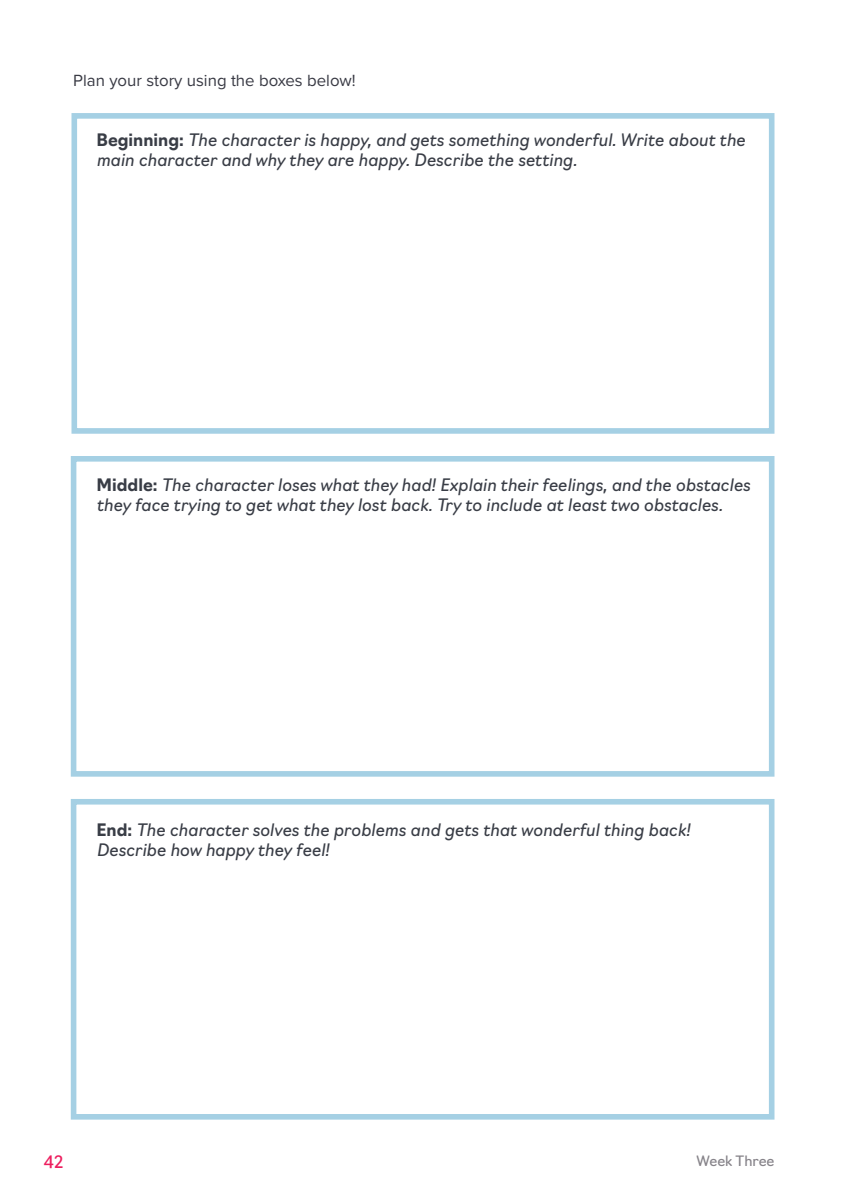 Plan your story using the boxes below!
Beginning: The character is happy, and gets something wonderful. Write about the
main character and why they are happy. Describe the setting.
Middle: The character loses what they had! Explain their feelings, and the obstacles
they face trying to get what they lost back. Try to include at least two obstacles.
End: The character solves the problems and gets that wonderful thing back!
Describe how happy they feel!
42
Week Three